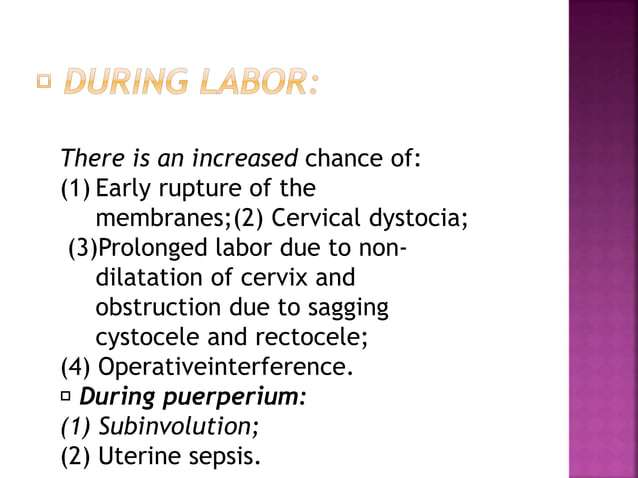 DURING LABOR:
There is an increased chance of:
(1) Early rupture of the
membranes;(2) Cervical dystocia;
(3)Prolonged labor due to non-
dilatation of cervix and
obstruction due to sagging
cystocele and rectocele;
(4) Operativeinterference.
During puerperium:
(1) Subinvolution;
(2) Uterine sepsis.